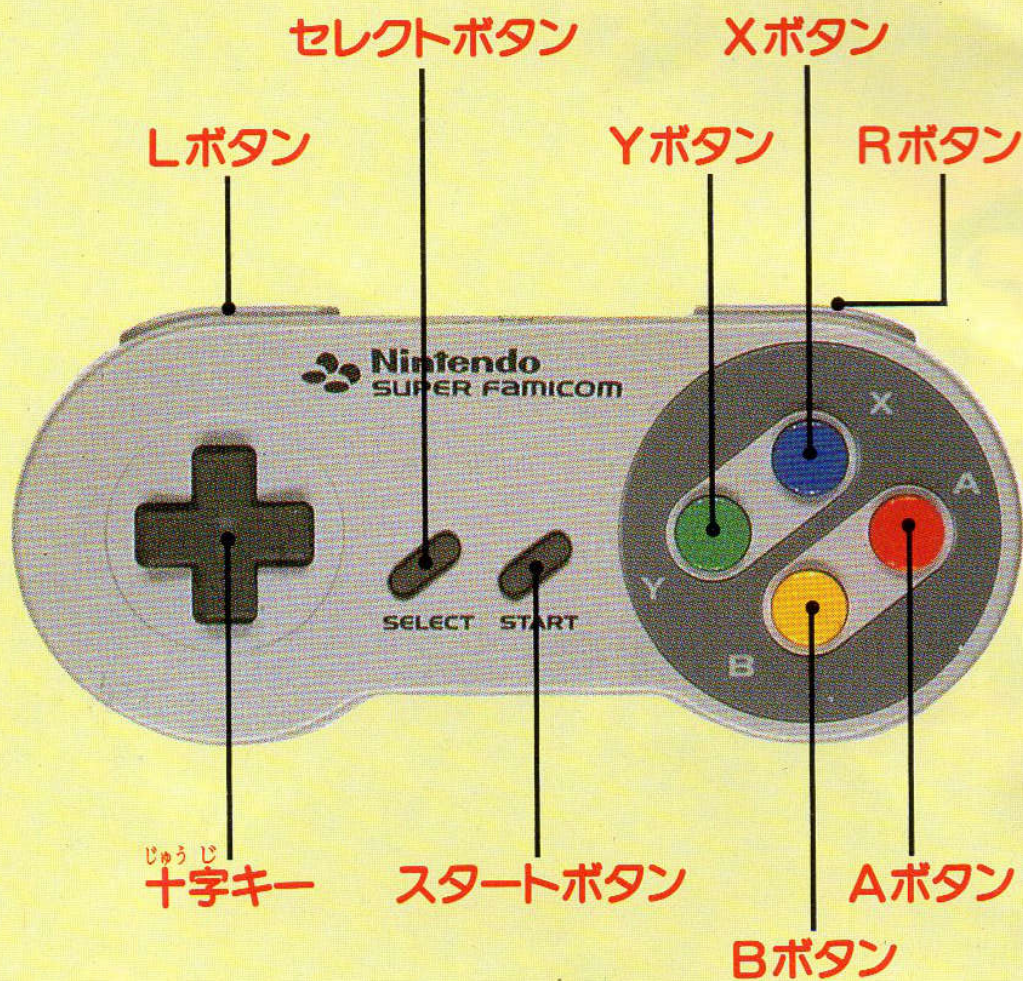 セレクトボタン
Xボタン
Lボタン
Yボタン
Rボタン
Nintendo
SUPER FAMICOM
X
A
Y
B
SELECT
START
じゅうじ
十字キー
スタートボタン
Aボタン
Bボタン